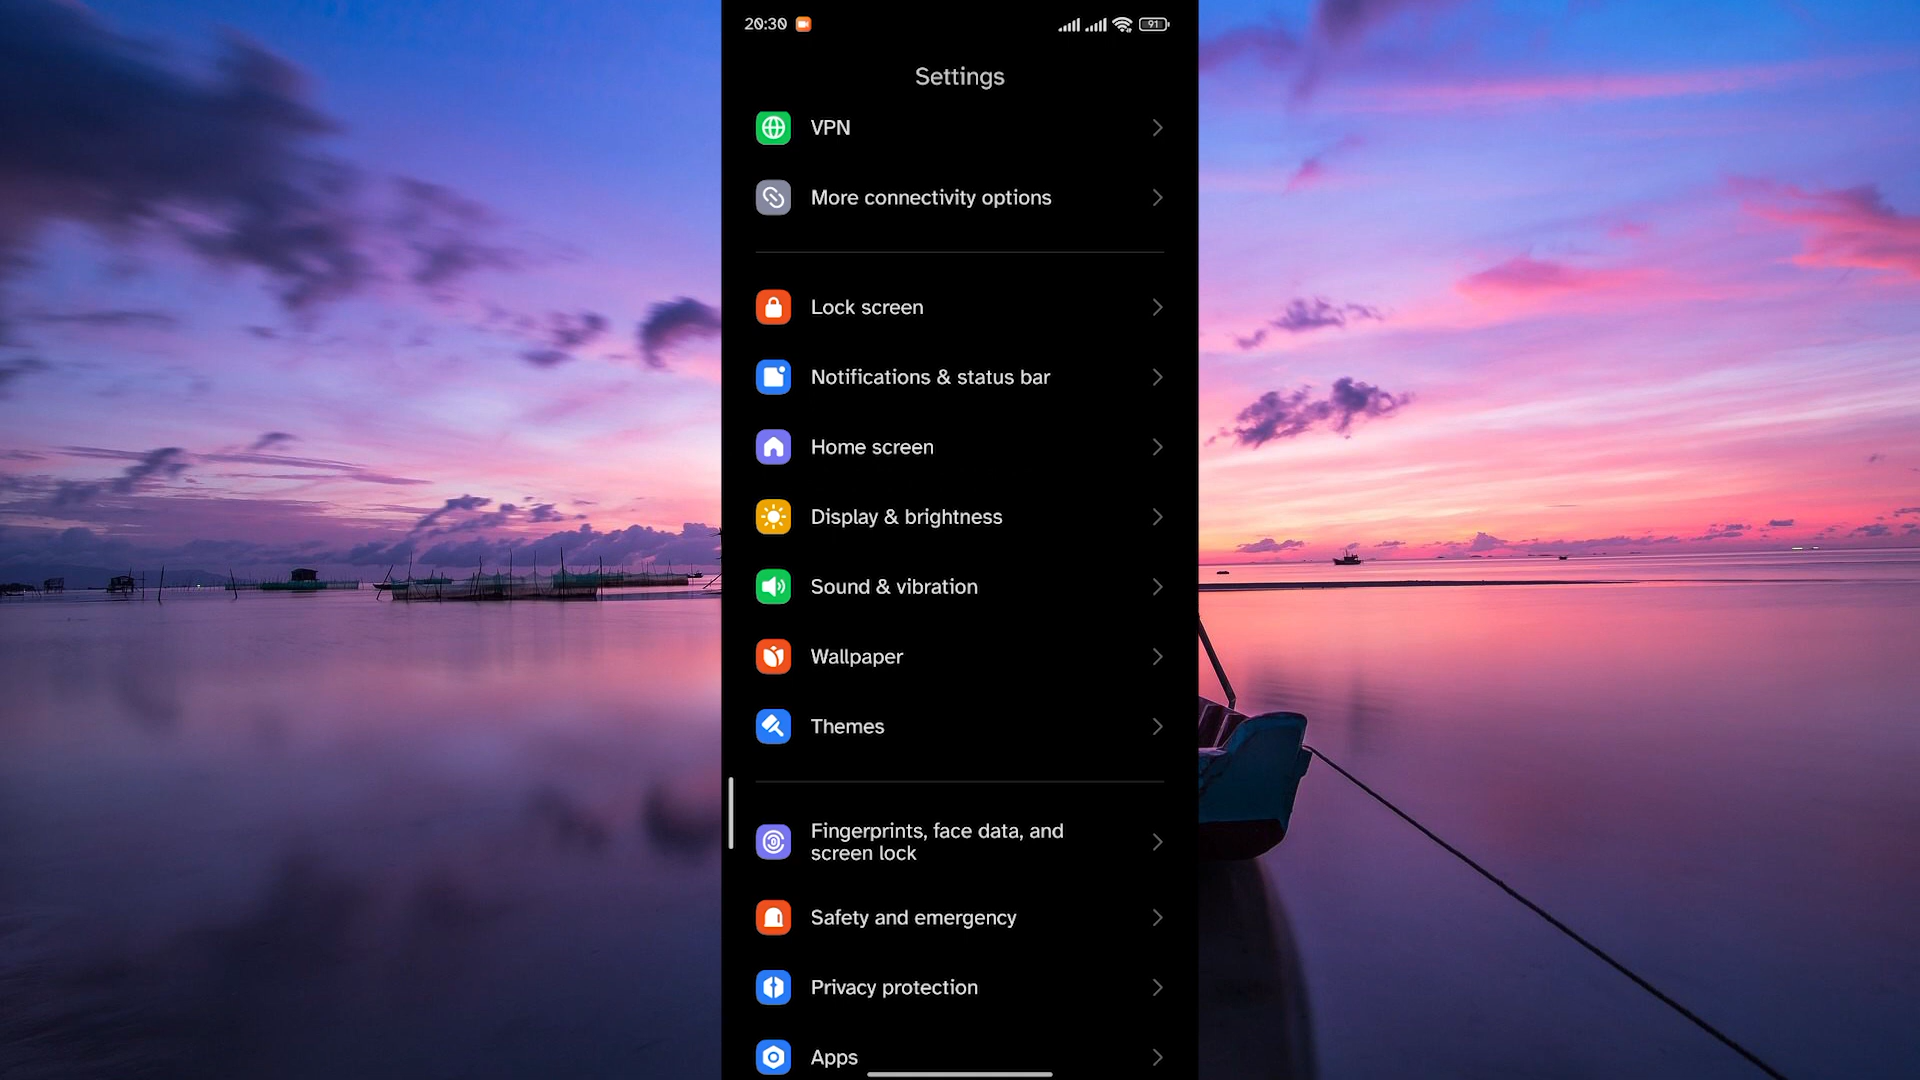 20:30
91
Settings
VPN
More connectivity options
Lock screen
Notifications & status bar
Home screen
Display & brightness
Sound & vibration
Wallpaper
Themes
Fingerprints, face data, and
screen lock
Safety and emergency
Privacy protection
Apps